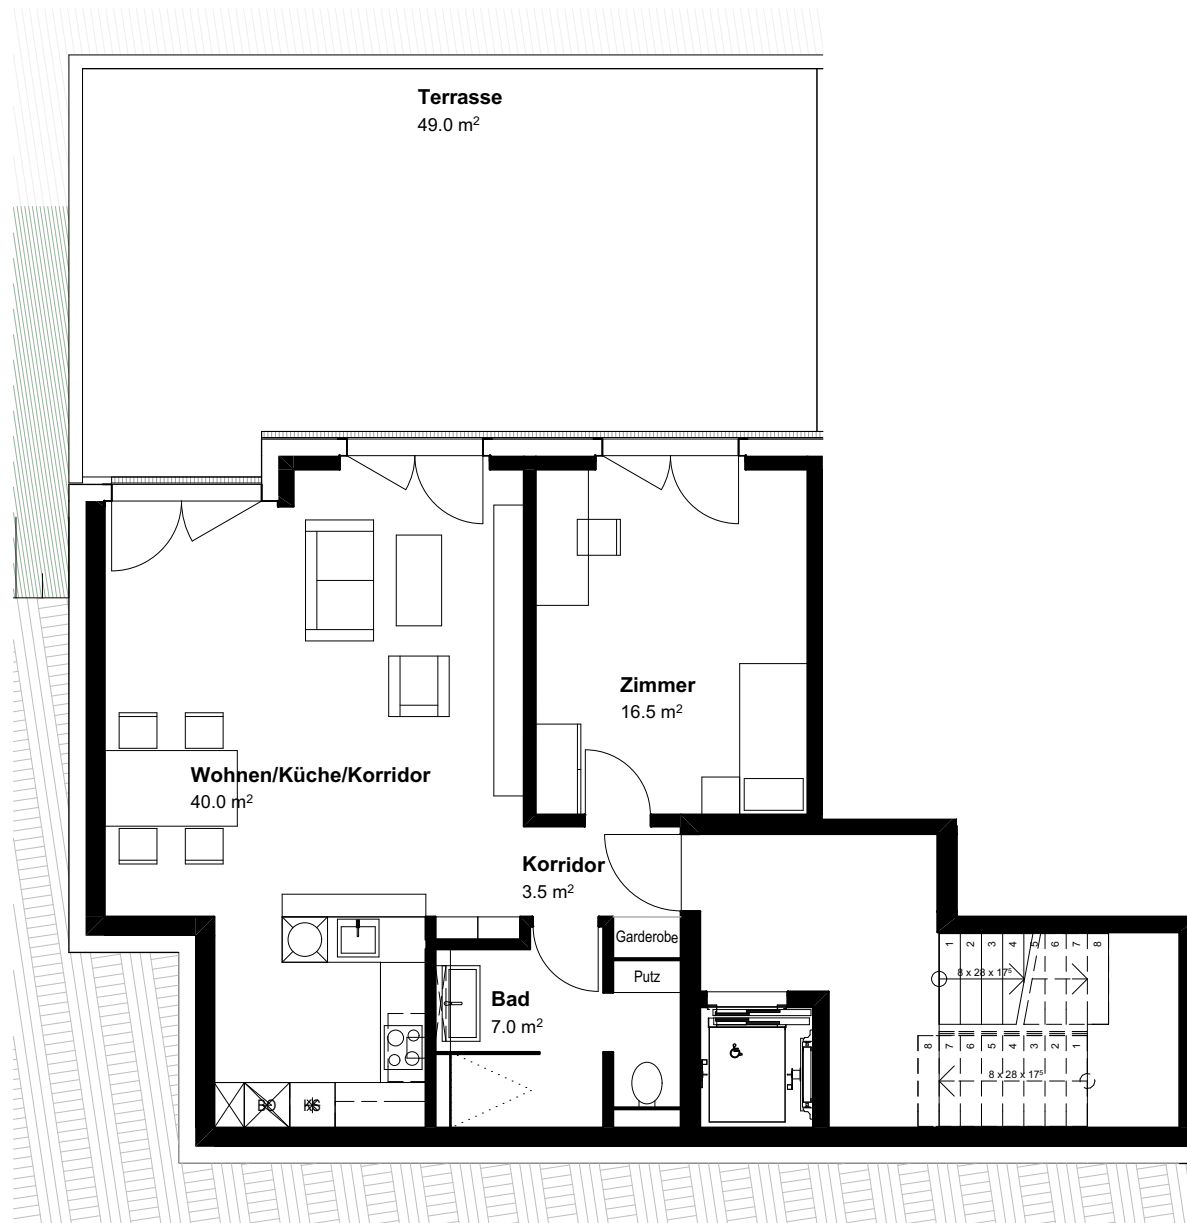 Terrasse
49.0 m²
Zimmer
16.5 m²
Wohnen/Küche/Korridor
40.0 m²
Korridor
3.5 m²
Garderobe
Putz
Bad
7.0 m²
1 2 3 4 5 6 7 8
8 x 28 x 17⁵
8 7 6 5 4 3 2 1
8 x 28 x 17⁵